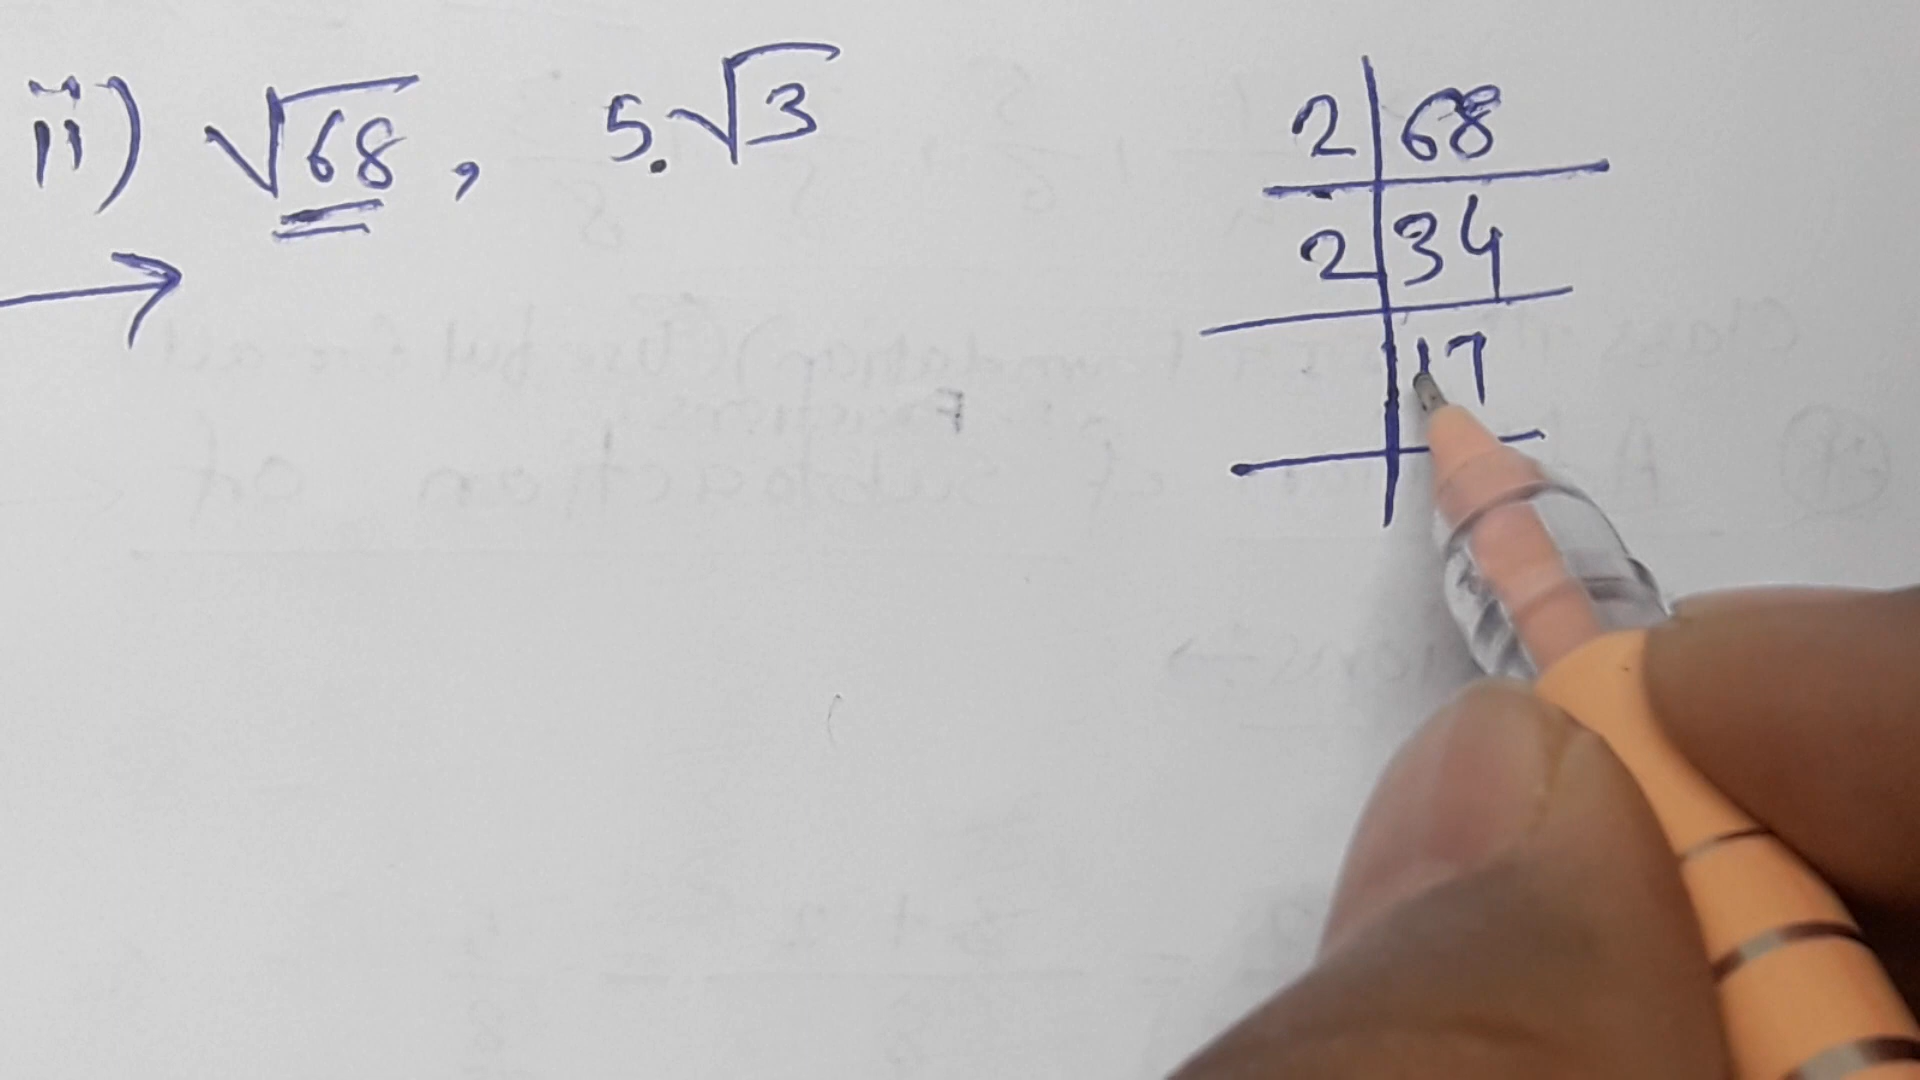 ii) √68 , 5.√3
2 | 68
2 | 34
17